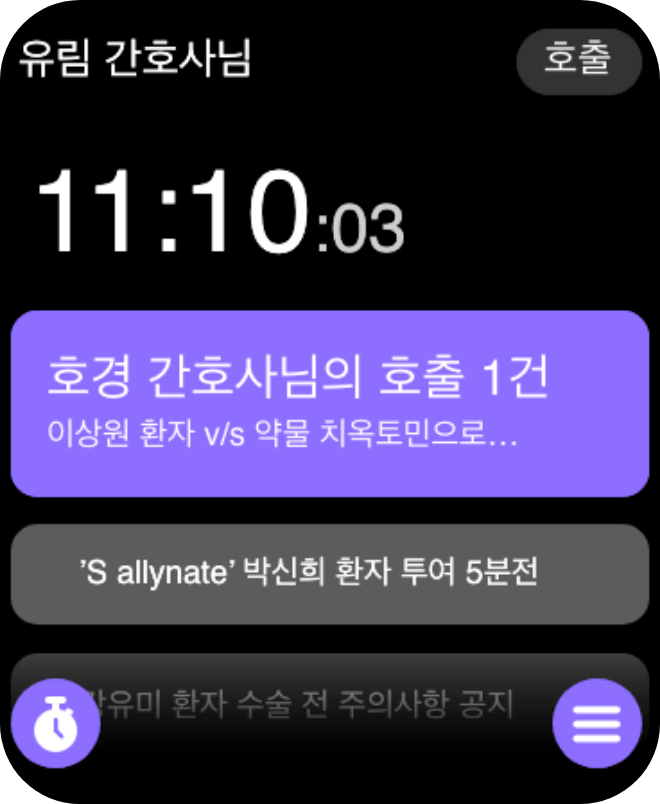 유림 간호사님
호출
11:10:03
호경 간호사님의 호출 1건
이상원 환자 v/s 약물 치옥토민으로...
’S allynate’ 박신희 환자 투여 5분전
유미 환자 수술 전 주의사항 공지